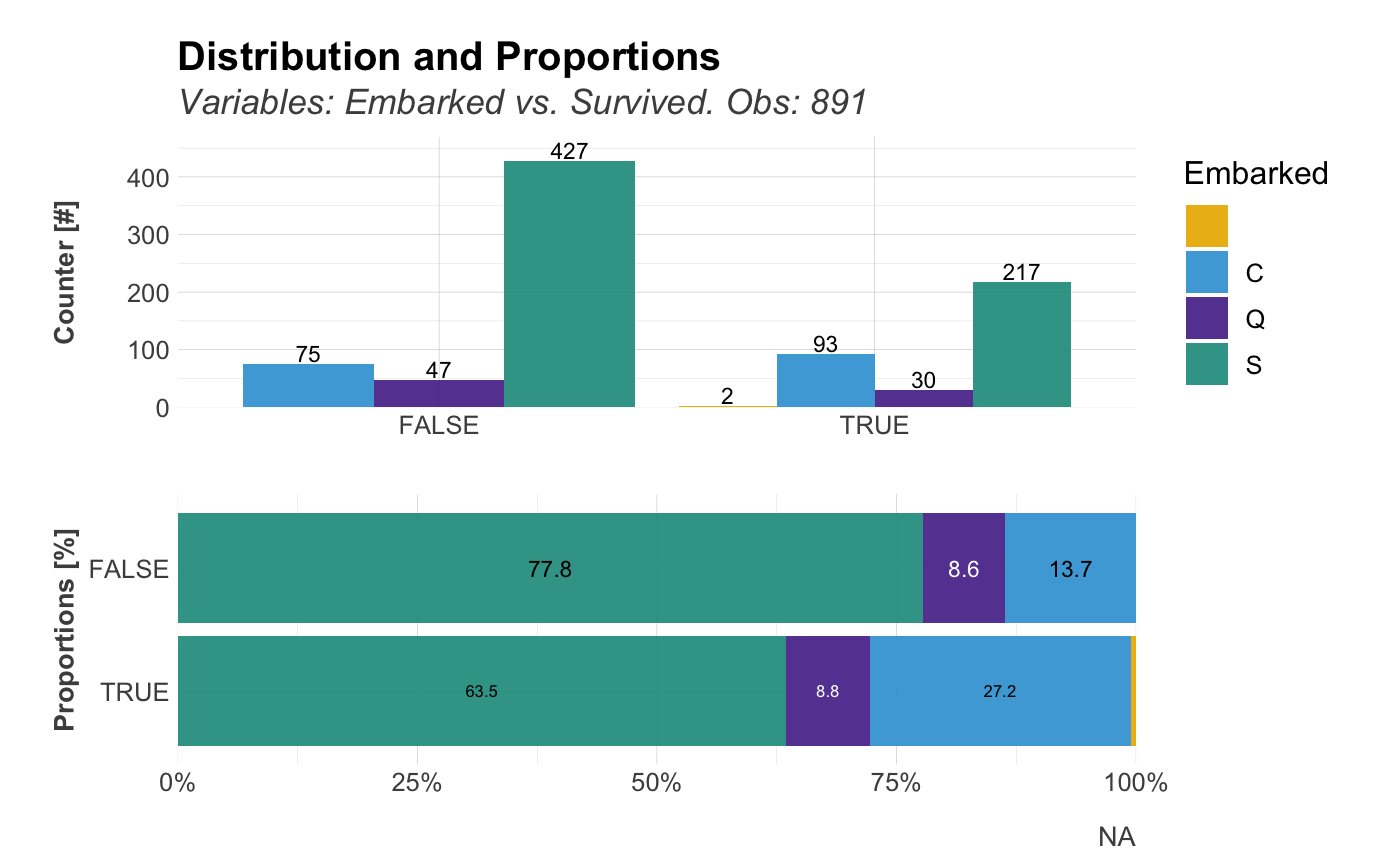 Distribution and Proportions
Variables: Embarked vs. Survived. Obs: 891
Counter [#]
400
300
200
100
0
427
75
47
217
93
30
2
FALSE
TRUE
Embarked
C
Q
S
Proportions [%]
FALSE
77.8
8.6
13.7
TRUE
63.5
8.8
27.2
0%
25%
50%
75%
100%
NA